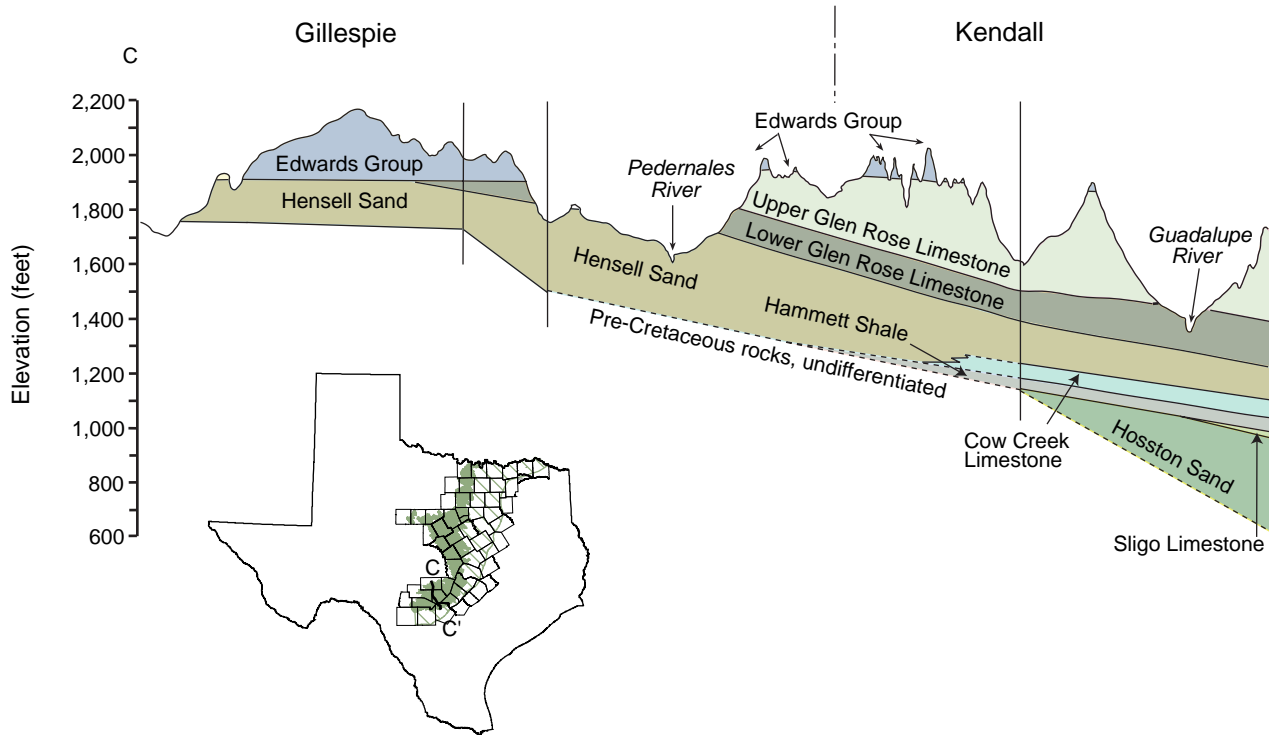 Gillespie
Kendall
C
2,200
2,000
1,800
1,600
1,400
1,200
1,000
800
600
Elevation (feet)
Edwards Group
Hensell Sand
Pedernales
River
Edwards Group
Upper Glen Rose Limestone
Lower Glen Rose Limestone
Guadalupe
River
Hensell Sand
Hammett Shale
Pre-Cretaceous rocks, undifferentiated
Cow Creek
Limestone
Hosston Sand
Sligo Limestone
C
C'